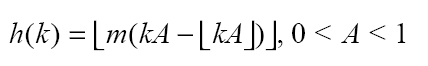 h(k) = ⌊m(kA − ⌊kA⌋)⌋, 0 < A < 1